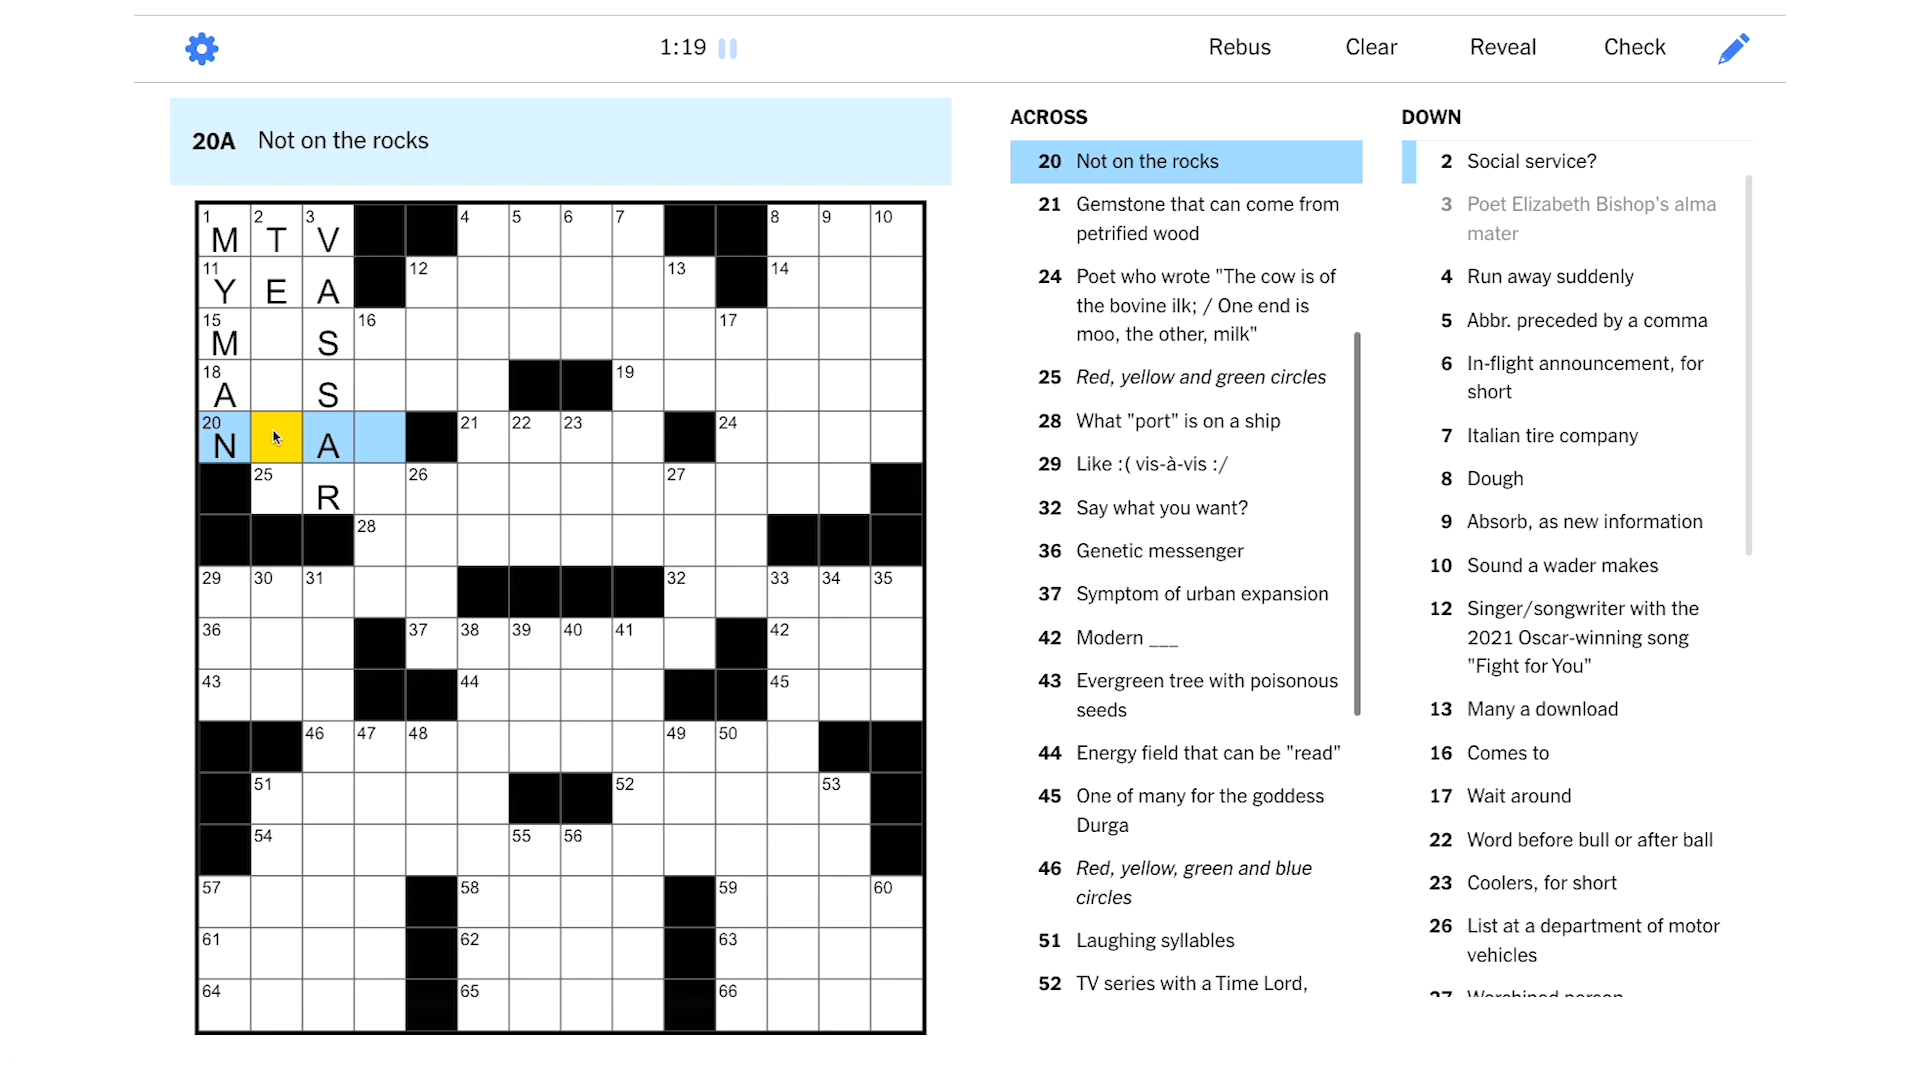 1:19
Rebus
Clear
Reveal
Check
20A Not on the rocks
1 2 3 4 5 6 7 8 9 10
M T V
11 12 13 14
Y E A
15 16 17
M S
18 19
A S
20 21 22 23 24
N A
25 26 27
R
28
29 30 31 32 33 34 35
36 37 38 39 40 41 42
43 44 45
46 47 48 49 50
51 52 53
54 55 56
57 58 59 60
61 62 63
64 65 66
ACROSS
20 Not on the rocks
21 Gemstone that can come from
petrified wood
24 Poet who wrote "The cow is of
the bovine ilk; / One end is
moo, the other, milk"
25 Red, yellow and green circles
28 What "port" is on a ship
29 Like :( vis-à-vis :/
32 Say what you want?
36 Genetic messenger
37 Symptom of urban expansion
42 Modern ___
43 Evergreen tree with poisonous
seeds
44 Energy field that can be "read"
45 One of many for the goddess
Durga
46 Red, yellow, green and blue
circles
51 Laughing syllables
52 TV series with a Time Lord,
DOWN
2 Social service?
3 Poet Elizabeth Bishop's alma
mater
4 Run away suddenly
5 Abbr. preceded by a comma
6 In-flight announcement, for
short
7 Italian tire company
8 Dough
9 Absorb, as new information
10 Sound a wader makes
12 Singer/songwriter with the
2021 Oscar-winning song
"Fight for You"
13 Many a download
16 Comes to
17 Wait around
22 Word before bull or after ball
23 Coolers, for short
26 List at a department of motor
vehicles
27 Worshiped person